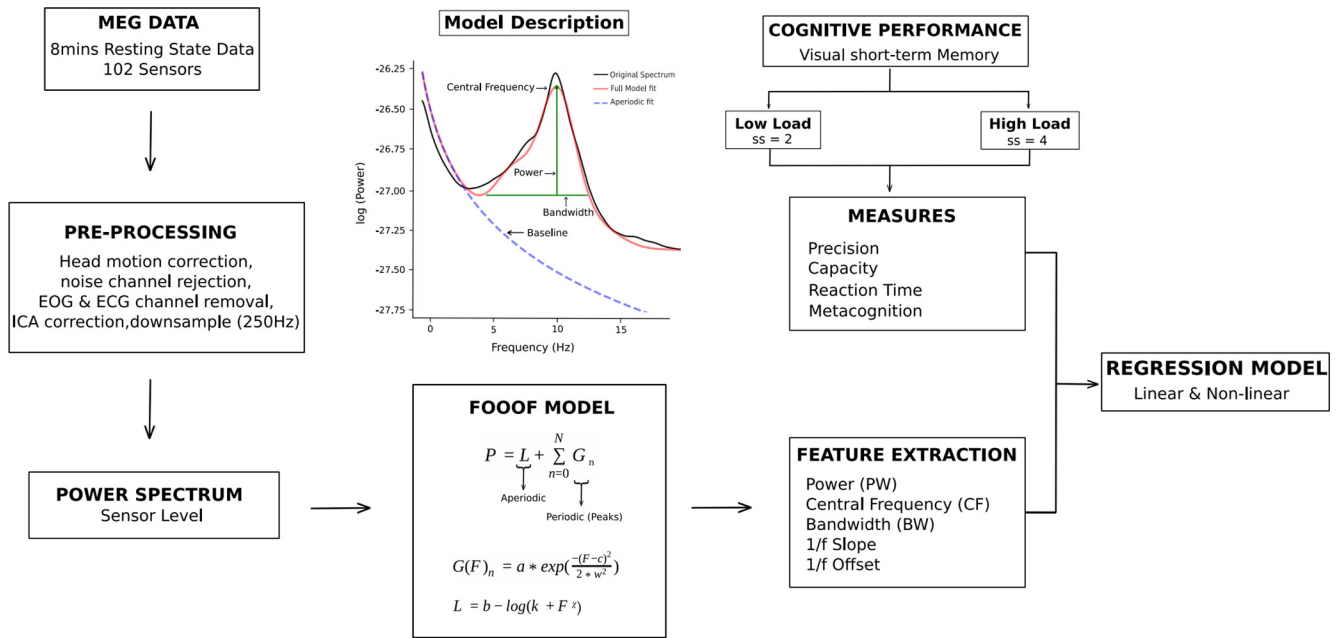 MEG DATA
8mins Resting State Data
102 Sensors
PRE-PROCESSING
Head motion correction,
noise channel rejection,
EOG & ECG channel removal,
ICA correction,downsample (250Hz)
POWER SPECTRUM
Sensor Level
Model Description
-26.25
-26.50
-26.75
-27.00
-27.25
-27.50
-27.75
log (Power)
0
5
10
15
Frequency (Hz)
Original Spectrum
Full Model fit
Aperiodic fit
Central Frequency
Power
Bandwidth
Baseline
FOOOF MODEL
P = L + ∑ G n
N
n=0
Aperiodic
Periodic (Peaks)
G(F)n = a * exp(-(F-c)²/2 * w²)
L = b - log(k + F^χ)
COGNITIVE PERFORMANCE
Visual short-term Memory
Low Load
ss = 2
High Load
ss = 4
MEASURES
Precision
Capacity
Reaction Time
Metacognition
FEATURE EXTRACTION
Power (PW)
Central Frequency (CF)
Bandwidth (BW)
1/f Slope
1/f Offset
REGRESSION MODEL
Linear & Non-linear